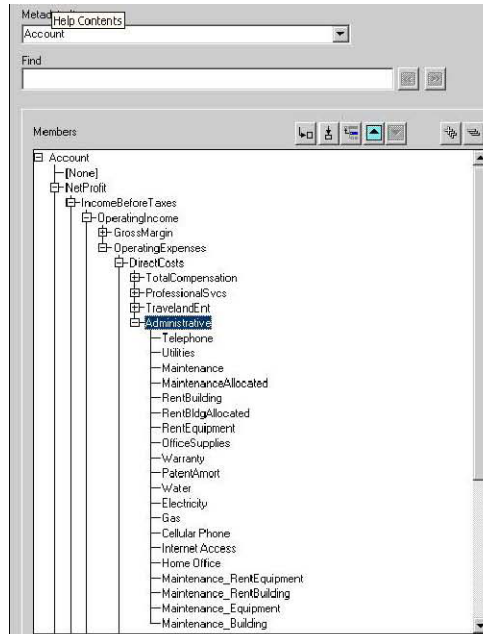 Metad
Help Contents
Account
Find
Members
Account
[None]
NetProfit
IncomeBeforeTaxes
OperatingIncome
GrossMargin
OperatingExpenses
DirectCosts
TotalCompensation
ProfessionalSvcs
TravelandEnt
Administrative
Telephone
Utilities
Maintenance
MaintenanceAllocated
RentBuilding
RentBldgAllocated
RentEquipment
OfficeSupplies
Warranty
PatentAmort
Water
Electricity
Gas
Cellular Phone
Internet Access
Home Office
Maintenance_RentEquipment
Maintenance_RentBuilding
Maintenance_Equipment
Maintenance_Building